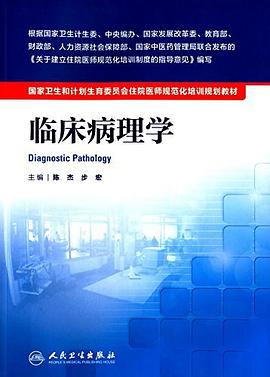 根据国家卫生计生委、中央编办、国家发展改革委、教育部、
财政部、人力资源社会保障部、国家中医药管理局联合发布的
《关于建立住院医师规范化培训制度的指导意见》编写
国家卫生和计划生育委员会住院医师规范化培训规划教材
临床病理学
Diagnostic Pathology
主编 陈 杰 步 宏
人民卫生出版社